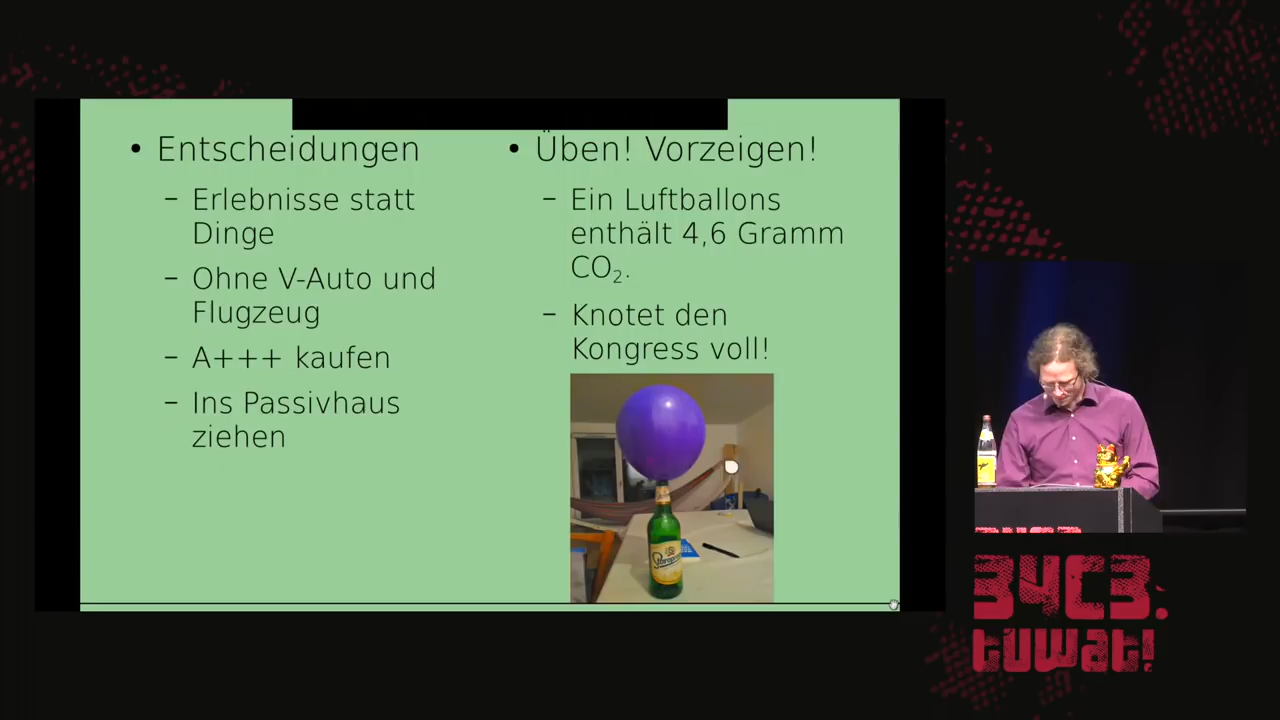 • Entscheidungen
– Erlebnisse statt
Dinge
– Ohne V-Auto und
Flugzeug
– A+++ kaufen
– Ins Passivhaus
ziehen
• Üben! Vorzeigen!
– Ein Luftballons
enthält 4,6 Gramm
CO₂.
– Knotet den
Kongress voll!
34C3.
tuwat!